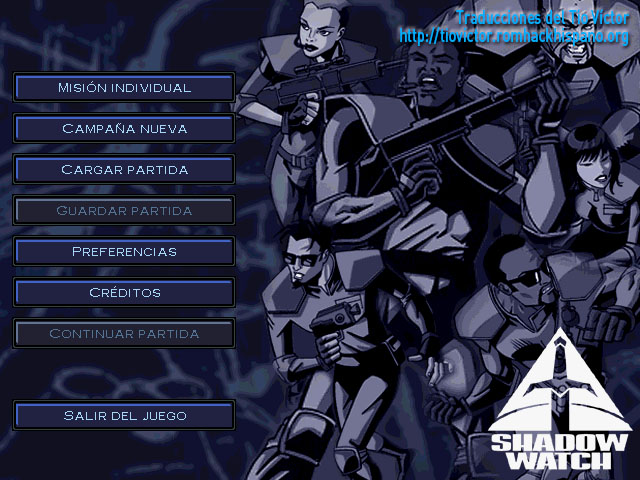 Traducciones del Tío Víctor
http://tiovictor.romhackhispano.org
Misión individual
Campaña nueva
Cargar partida
Guardar partida
Preferencias
Créditos
Continuar partida
Salir del juego
SHADOW
WATCH